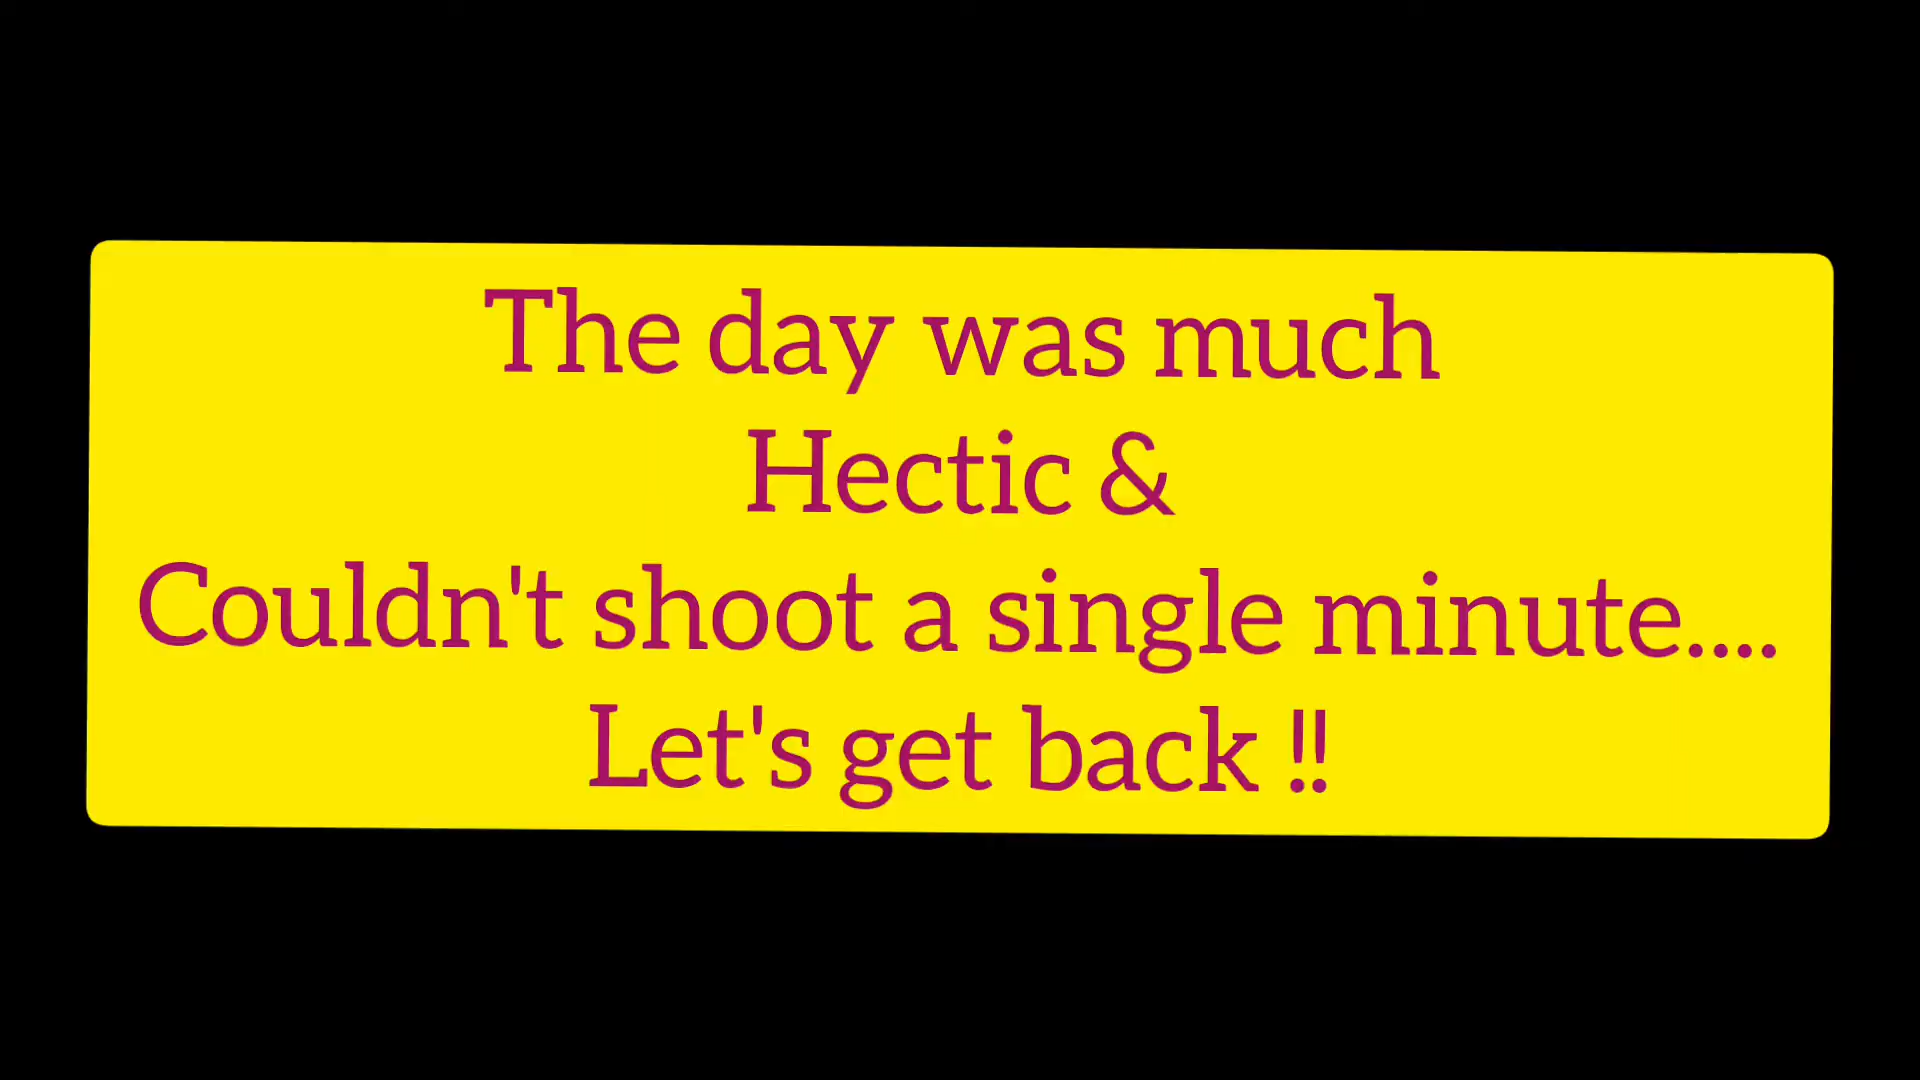 The day was much
Hectic &
Couldn't shoot a single minute....
Let's get back !!